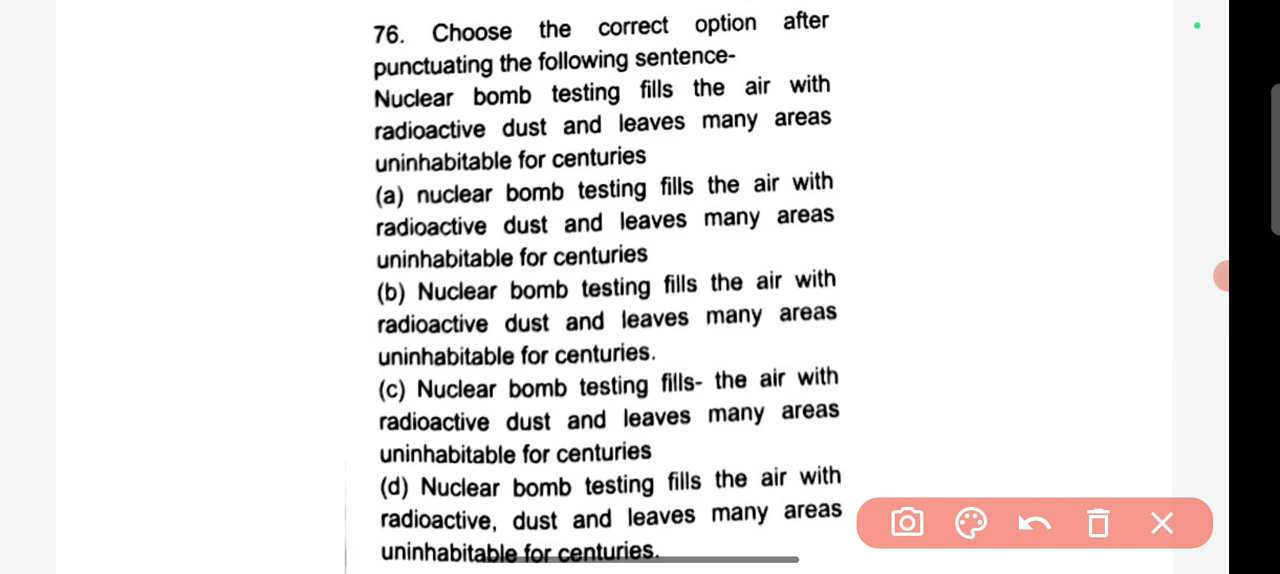 76. Choose the correct option after
punctuating the following sentence-
Nuclear bomb testing fills the air with
radioactive dust and leaves many areas
uninhabitable for centuries
(a) nuclear bomb testing fills the air with
radioactive dust and leaves many areas
uninhabitable for centuries
(b) Nuclear bomb testing fills the air with
radioactive dust and leaves many areas
uninhabitable for centuries.
(c) Nuclear bomb testing fills- the air with
radioactive dust and leaves many areas
uninhabitable for centuries
(d) Nuclear bomb testing fills the air with
radioactive, dust and leaves many areas
uninhabitable for centuries.